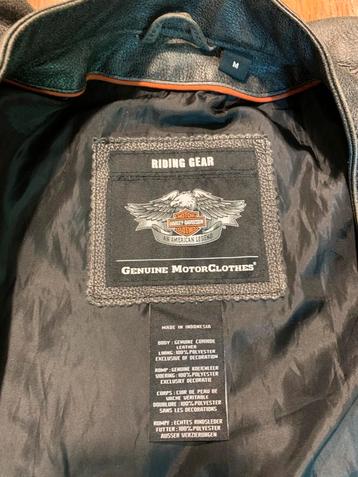 M
RIDING GEAR
MOTOR
HARLEY-DAVIDSON
CYCLES
AN AMERICAN LEGEND
GENUINE MOTORCLOTHES®
MADE IN INDONESIA
BODY: GENUINE COWHIDE
LEATHER
LINING: 100% POLYESTER
EXCLUSIVE OF DECORATION
ROMP: GENUINE KOEIENLEER
VOERING: 100% POLYESTER
EXCLUSIF DECORATIE
CORPS: CUIR DE PEAU DE
VACHE VERITABLE
DOUBLURE: 100% POLYESTER
SANS LES DECORATIONS
RUMPF: ECHTES RINDSLEDER
FUTTER: 100% POLYESTER
AUSSER VERZIERUNGEN